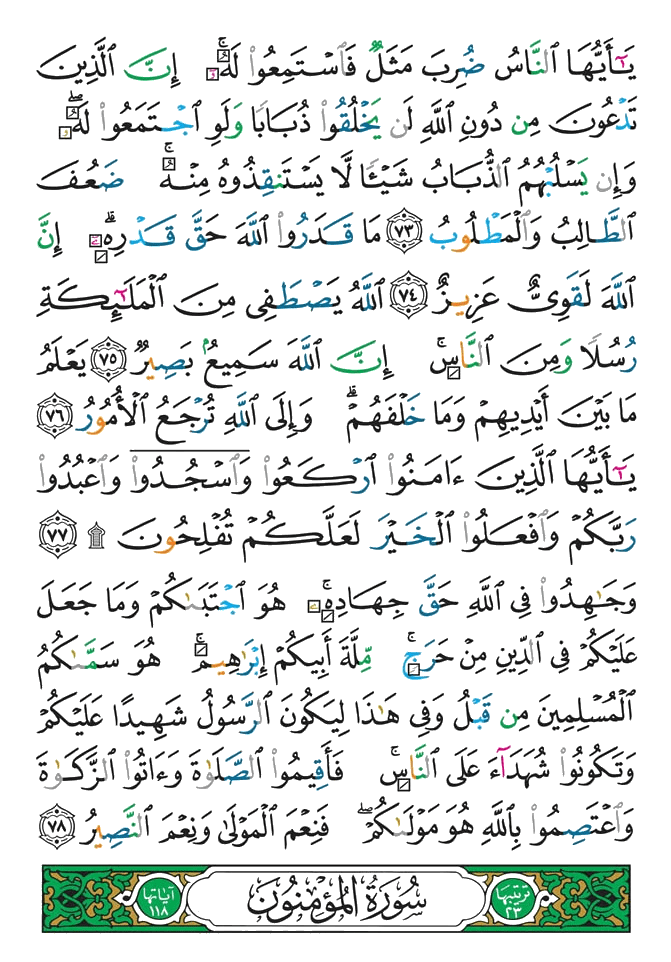 يَـٰٓأَيُّهَا ٱلنَّاسُ ضُرِبَ مَثَلٌ فَٱسْتَمِعُوا۟ لَهُۥٓ ۚ إِنَّ ٱلَّذِينَ
تَدْعُونَ مِن دُونِ ٱللَّهِ لَن يَخْلُقُوا۟ ذُبَابًا وَلَوِ ٱجْتَمَعُوا۟ لَهُۥ ۖ
وَإِن يَسْلُبْهُمُ ٱلذُّبَابُ شَيْـًٔا لَّا يَسْتَنقِذُوهُ مِنْهُ ۚ ضَعُفَ
ٱلطَّالِبُ وَٱلْمَطْلُوبُ ٧٣ مَا قَدَرُوا۟ ٱللَّهَ حَقَّ قَدْرِهِۦٓ ۗ إِنَّ
ٱللَّهَ لَقَوِىٌّ عَزِيزٌ ٧٤ ٱللَّهُ يَصْطَفِى مِنَ ٱلْمَلَـٰٓئِكَةِ
رُسُلًا وَمِنَ ٱلنَّاسِ ۚ إِنَّ ٱللَّهَ سَمِيعٌۢ بَصِيرٌ ٧٥ يَعْلَمُ
مَا بَيْنَ أَيْدِيهِمْ وَمَا خَلْفَهُمْ ۗ وَإِلَى ٱللَّهِ تُرْجَعُ ٱلْأُمُورُ ٧٦
يَـٰٓأَيُّهَا ٱلَّذِينَ ءَامَنُوا۟ ٱرْكَعُوا۟ وَٱسْجُدُوا۟ وَٱعْبُدُوا۟
رَبَّكُمْ وَٱفْعَلُوا۟ ٱلْخَيْرَ لَعَلَّكُمْ تُفْلِحُونَ ۩ ٧٧
وَجَـٰهِدُوا۟ فِى ٱللَّهِ حَقَّ جِهَادِهِۦ ۚ هُوَ ٱجْتَبَىٰكُمْ وَمَا جَعَلَ
عَلَيْكُمْ فِى ٱلدِّينِ مِنْ حَرَجٍ ۚ مِّلَّةَ أَبِيكُمْ إِبْرَٰهِيمَ ۚ هُوَ سَمَّىٰكُمُ
ٱلْمُسْلِمِينَ مِن قَبْلُ وَفِى هَـٰذَا لِيَكُونَ ٱلرَّسُولُ شَهِيدًا عَلَيْكُمْ
وَتَكُونُوا۟ شُهَدَآءَ عَلَى ٱلنَّاسِ ۚ فَأَقِيمُوا۟ ٱلصَّلَوٰةَ وَءَاتُوا۟ ٱلزَّكَوٰةَ
وَٱعْتَصِمُوا۟ بِٱللَّهِ هُوَ مَوْلَىٰكُمْ ۖ فَنِعْمَ ٱلْمَوْلَىٰ وَنِعْمَ ٱلنَّصِيرُ ٧٨
ترتيبها ٢٣ سُورَةُ المُؤْمِنُونَ آياتها ١١٨